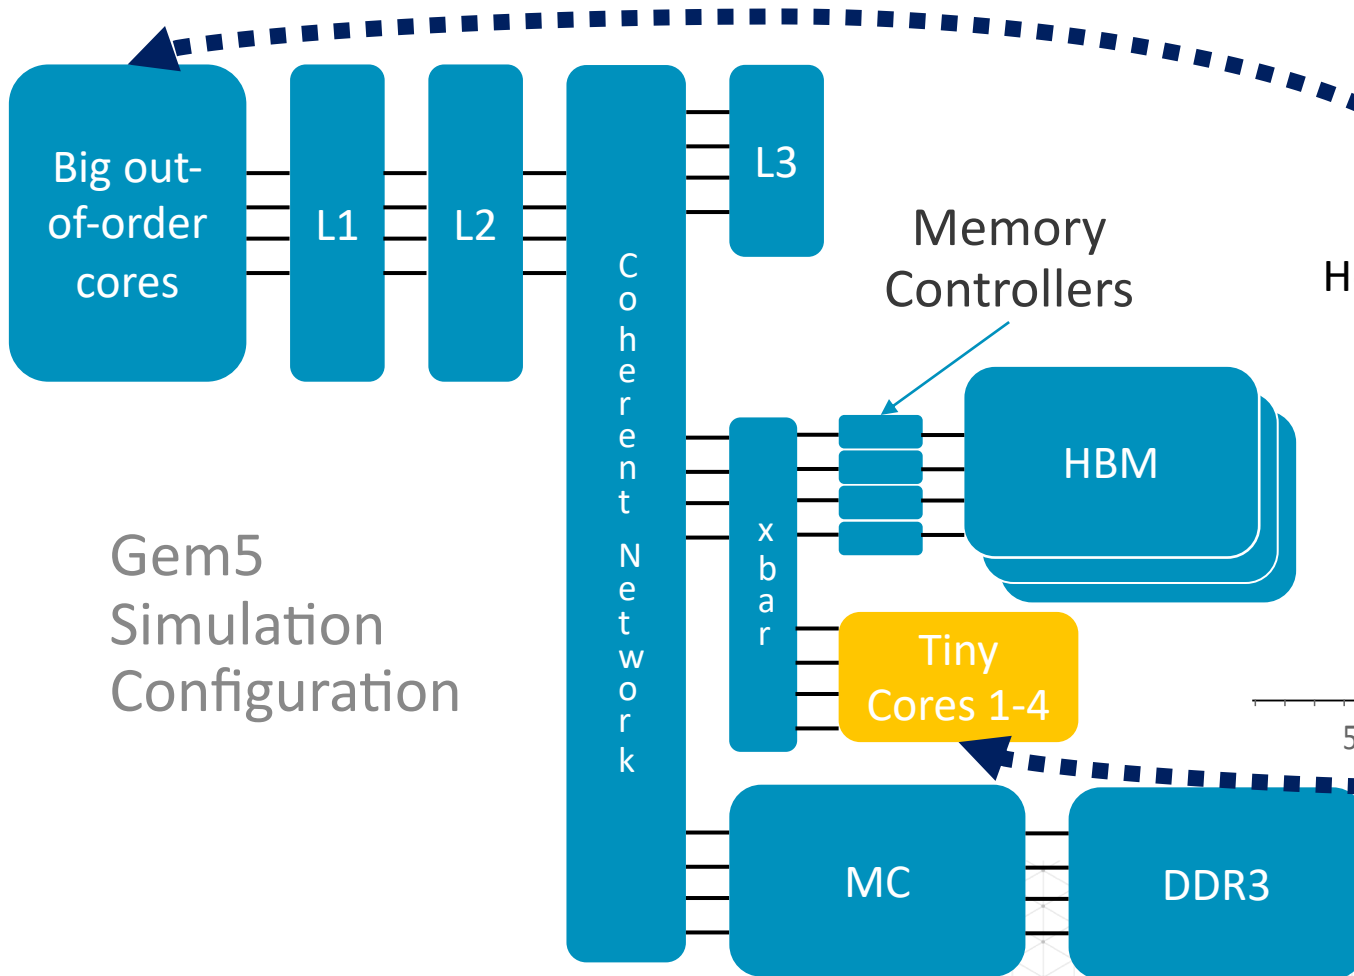 Big out-
of-order
cores
L1
L2
Coherent Network
L3
Memory
Controllers
H
HBM
xbar
Gem5
Simulation
Configuration
Tiny
Cores 1-4
5
MC
DDR3